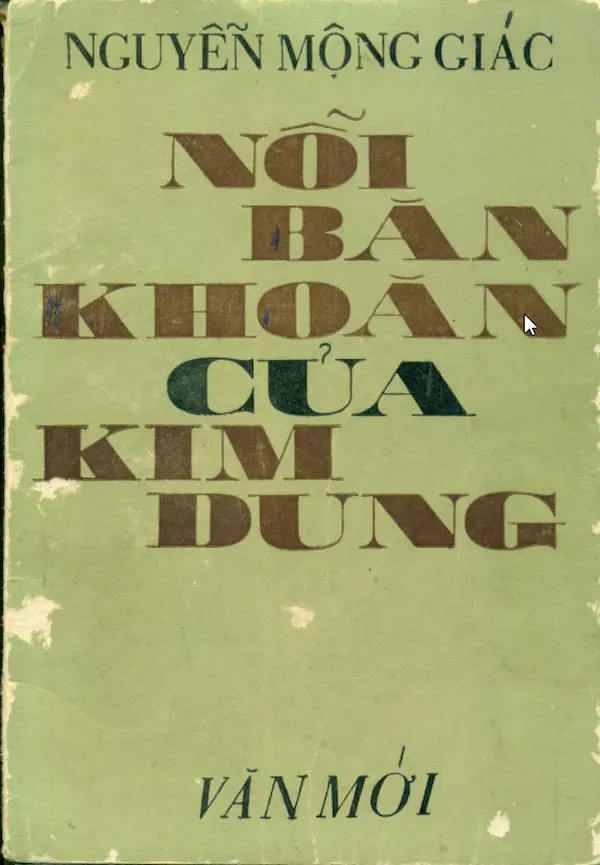 NGUYỄN MỘNG GIÁC
NỖI
BĂN
KHOĂN
CỦA
KIM
DUNG
VĂN MỚI